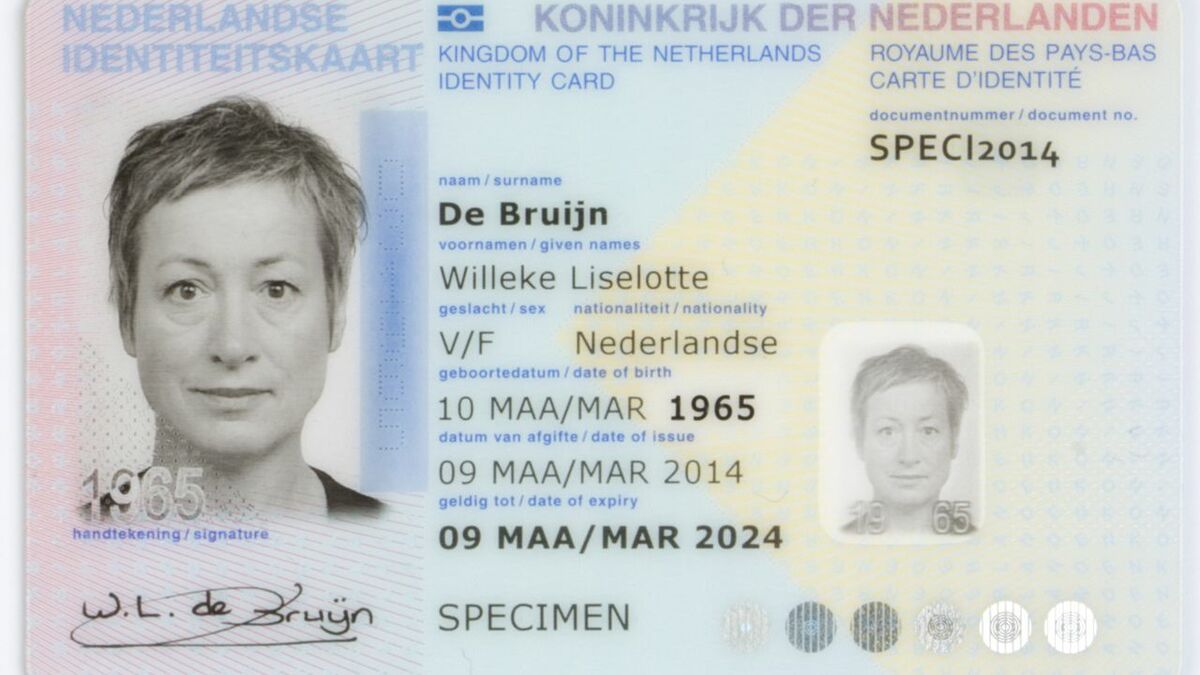 NEDERLANDSE
IDENTITEITSKAART
KONINKRIJK DER NEDERLANDEN
KINGDOM OF THE NETHERLANDS
IDENTITY CARD
ROYAUME DES PAYS-BAS
CARTE D'IDENTITÉ
documentnummer / document no.
SPECI2014
naam / surname
De Bruijn
voornamen / given names
Willeke Liselotte
geslacht / sex nationaliteit / nationality
V/F Nederlandse
geboortedatum / date of birth
10 MAA/MAR 1965
datum van afgifte / date of issue
09 MAA/MAR 2014
geldig tot / date of expiry
09 MAA/MAR 2024
1965
handtekening / signature
W.L. de Bruijn
SPECIMEN
19 65